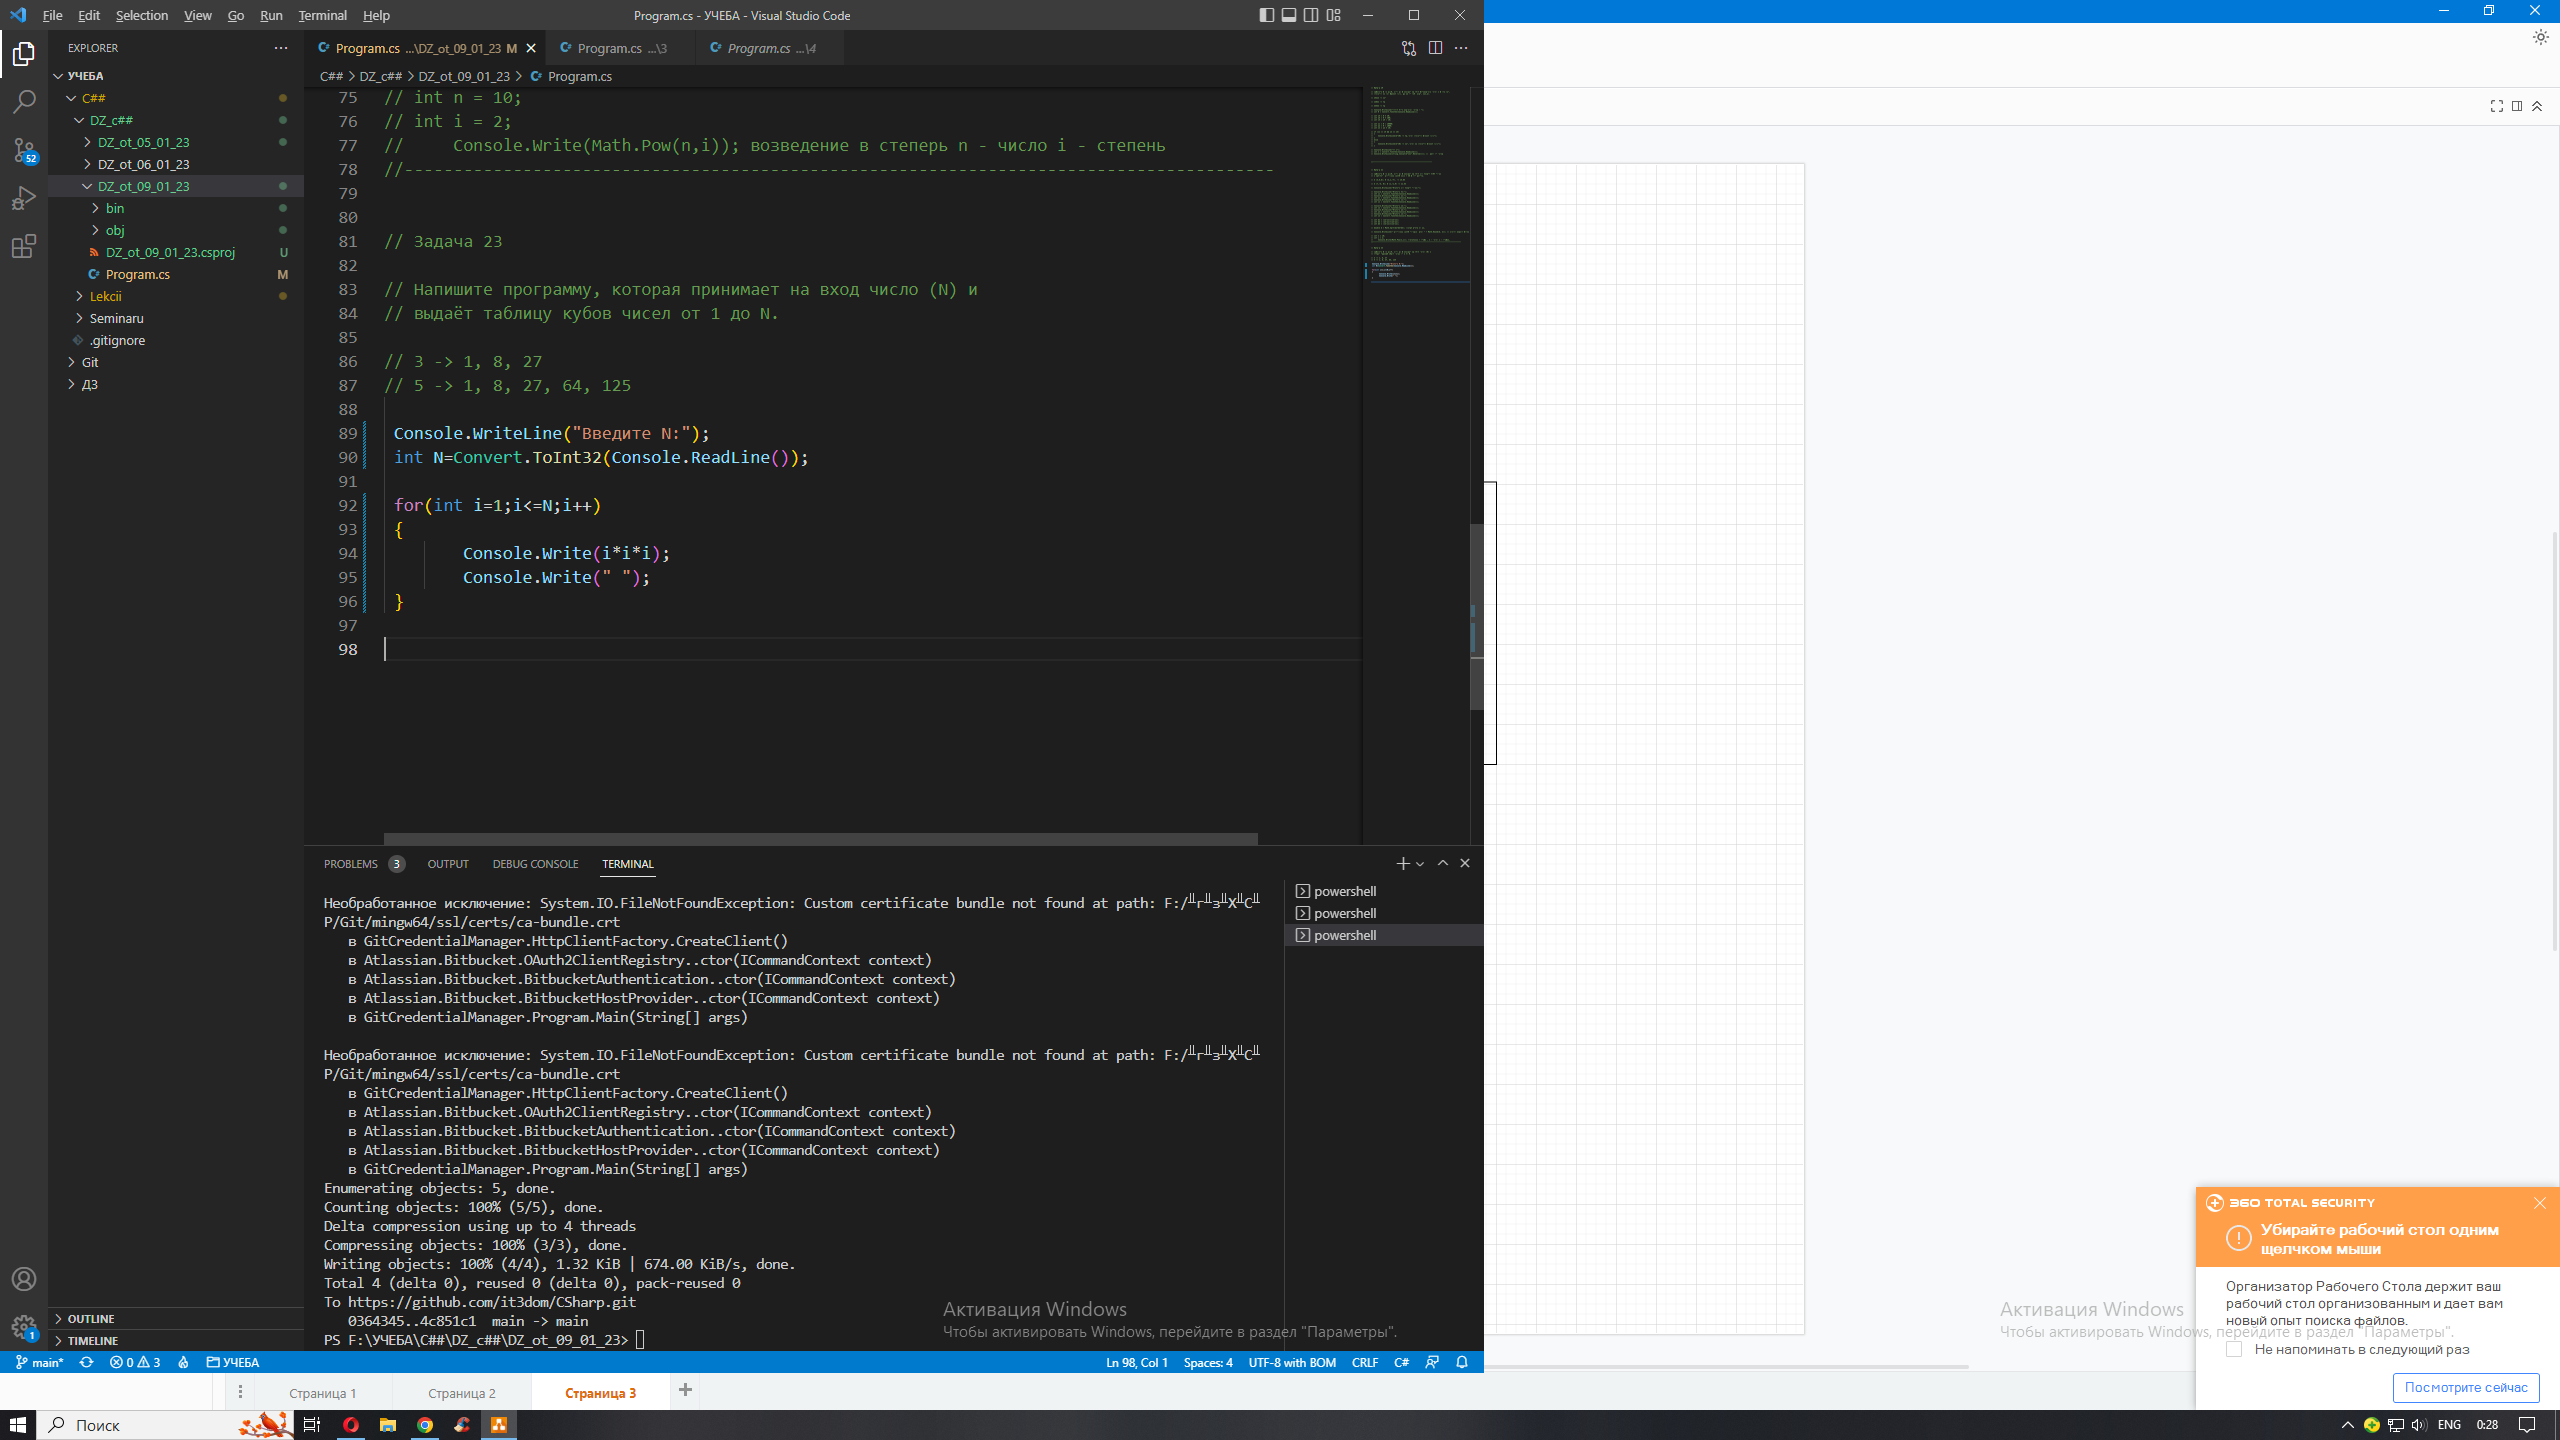 File Edit Selection View Go Run Terminal Help
Program.cs - УЧЕБА - Visual Studio Code
EXPLORER
УЧЕБА
C##
DZ_c##
DZ_ot_05_01_23
DZ_ot_06_01_23
DZ_ot_09_01_23
bin
obj
DZ_ot_09_01_23.csproj U
Program.cs M
Lekcii
Seminaru
.gitignore
Git
ДЗ
OUTLINE
TIMELINE
52
1
Program.cs ...\DZ_ot_09_01_23 M
Program.cs ...\3
Program.cs ...\4
C## > DZ_c## > DZ_ot_09_01_23 > Program.cs
75 // int n = 10;
76 // int i = 2;
77 //     Console.Write(Math.Pow(n,i)); возведение в степерь n - число i - степень
78 //----------------------------------------------------------------------------------------
79
80
81 // Задача 23
82
83 // Напишите программу, которая принимает на вход число (N) и
84 // выдаёт таблицу кубов чисел от 1 до N.
85
86 // 3 -> 1, 8, 27
87 // 5 -> 1, 8, 27, 64, 125
88
89 Console.WriteLine("Введите N:");
90 int N=Convert.ToInt32(Console.ReadLine());
91
92 for(int i=1;i<=N;i++)
93 {
94 Console.Write(i*i*i);
95 Console.Write(" ");
96 }
97
98
PROBLEMS 3 OUTPUT DEBUG CONSOLE TERMINAL
Необработанное исключение: System.IO.FileNotFoundException: Custom certificate bundle not found at path: F:/╨г╨з╨Х╨С╨
Р/Git/mingw64/ssl/certs/ca-bundle.crt
в GitCredentialManager.HttpClientFactory.CreateClient()
в Atlassian.Bitbucket.OAuth2ClientRegistry..ctor(ICommandContext context)
в Atlassian.Bitbucket.BitbucketAuthentication..ctor(ICommandContext context)
в Atlassian.Bitbucket.BitbucketHostProvider..ctor(ICommandContext context)
в GitCredentialManager.Program.Main(String[] args)
Необработанное исключение: System.IO.FileNotFoundException: Custom certificate bundle not found at path: F:/╨г╨з╨Х╨С╨
Р/Git/mingw64/ssl/certs/ca-bundle.crt
в GitCredentialManager.HttpClientFactory.CreateClient()
в Atlassian.Bitbucket.OAuth2ClientRegistry..ctor(ICommandContext context)
в Atlassian.Bitbucket.BitbucketAuthentication..ctor(ICommandContext context)
в Atlassian.Bitbucket.BitbucketHostProvider..ctor(ICommandContext context)
в GitCredentialManager.Program.Main(String[] args)
Enumerating objects: 5, done.
Counting objects: 100% (5/5), done.
Delta compression using up to 4 threads
Compressing objects: 100% (3/3), done.
Writing objects: 100% (4/4), 1.32 KiB | 674.00 KiB/s, done.
Total 4 (delta 0), reused 0 (delta 0), pack-reused 0
To https://github.com/it3dom/CSharp.git
0364345..4c851c1  main -> main
PS F:\УЧЕБА\C##\DZ_c##\DZ_ot_09_01_23>
powershell
powershell
powershell
Активация Windows
Чтобы активировать Windows, перейдите в раздел "Параметры".
main* 0 3 УЧЕБА
Ln 98, Col 1 Spaces: 4 UTF-8 with BOM CRLF C#
Страница 1 Страница 2 Страница 3
360 TOTAL SECURITY
Убирайте рабочий стол одним
щелчком мыши
Организатор Рабочего Стола держит ваш
рабочий стол организованным и дает вам
новый опыт поиска файлов.
Не напоминать в следующий раз
Посмотрите сейчас
Активация Windows
Чтобы активировать Windows, перейдите в раздел "Параметры".
Поиск
ENG 0:28